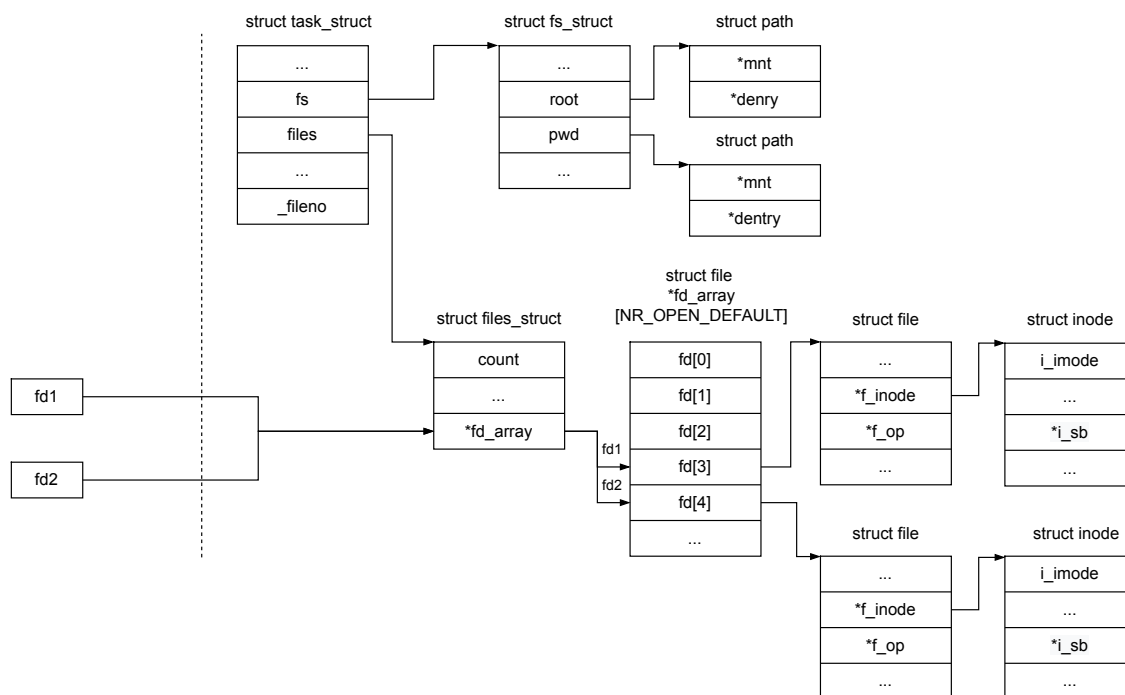 struct task_struct
...
fs
files
...
_fileno
struct fs_struct
...
root
pwd
...
struct path
*mnt
*denry
struct path
*mnt
*dentry
fd1
fd2
struct files_struct
count
...
*fd_array
struct file
*fd_array
[NR_OPEN_DEFAULT]
fd[0]
fd[1]
fd[2]
fd1
fd[3]
fd2
fd[4]
...
struct file
...
*f_inode
*f_op
...
struct inode
i_imode
...
*i_sb
...
struct file
...
*f_inode
*f_op
...
struct inode
i_imode
...
*i_sb
...